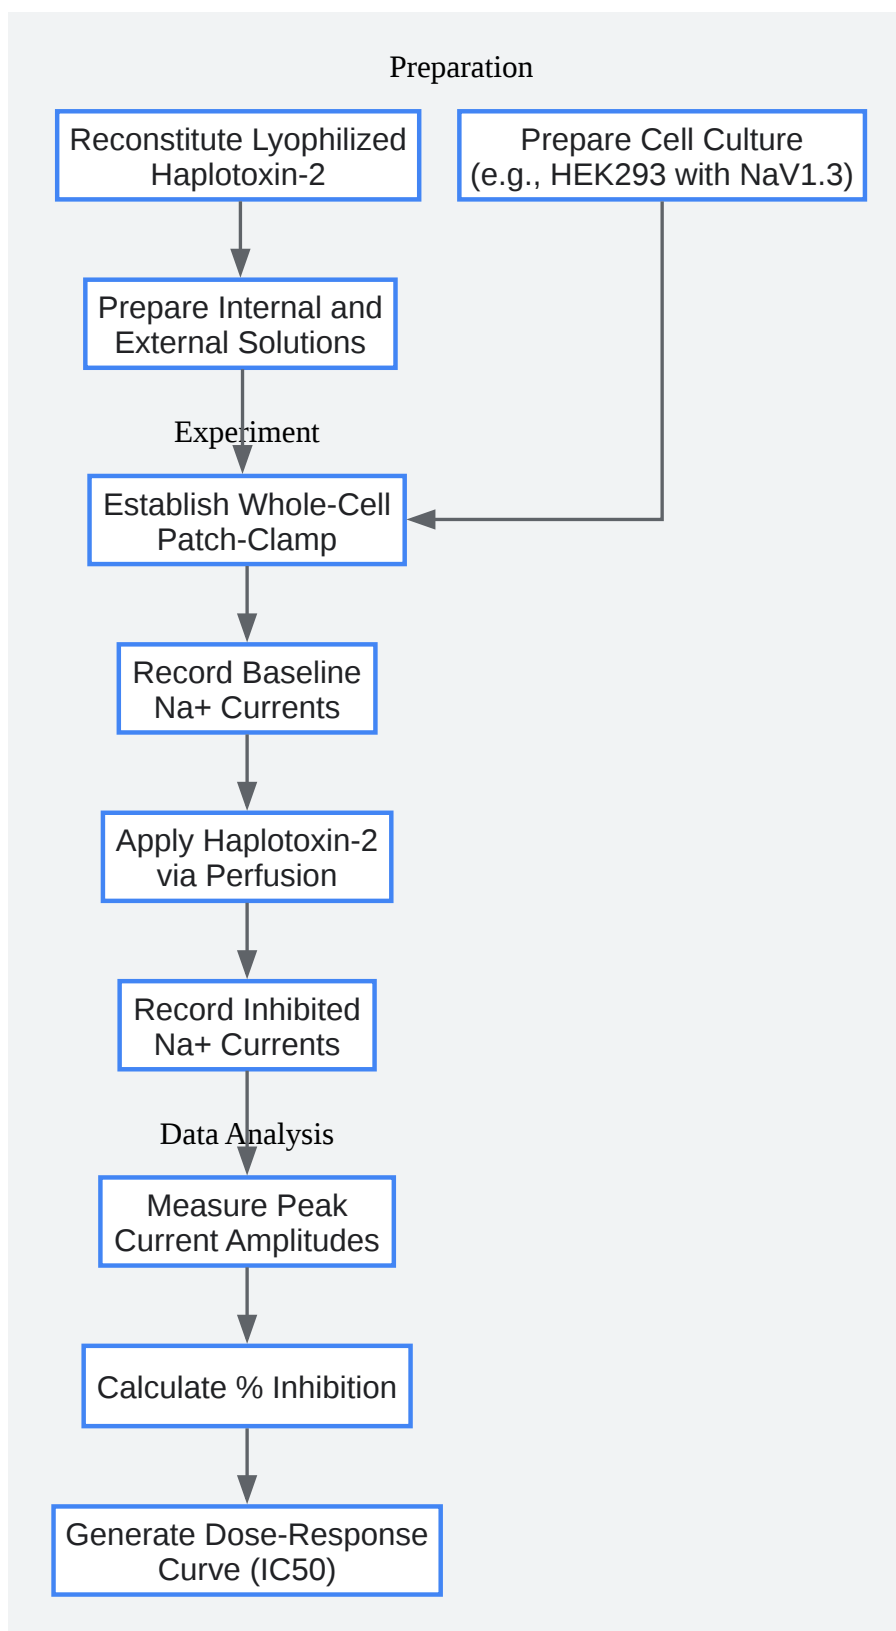 Preparation
Reconstitute Lyophilized
Haplotoxin-2
Prepare Cell Culture
(e.g., HEK293 with NaV1.3)
Prepare Internal and
External Solutions
Experiment
Establish Whole-Cell
Patch-Clamp
Record Baseline
Na+ Currents
Apply Haplotoxin-2
via Perfusion
Record Inhibited
Na+ Currents
Data Analysis
Measure Peak
Current Amplitudes
Calculate % Inhibition
Generate Dose-Response
Curve (IC50)